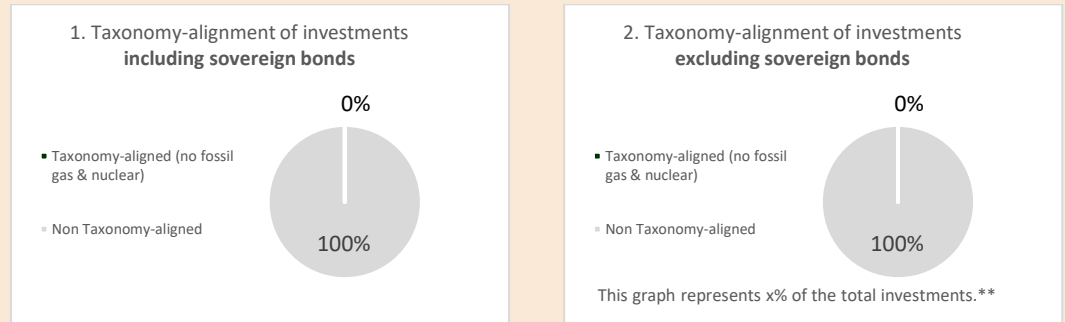 1. Taxonomy-alignment of investments
including sovereign bonds
0%
Taxonomy-aligned (no fossil
gas & nuclear)
Non Taxonomy-aligned
100%
2. Taxonomy-alignment of investments
excluding sovereign bonds
0%
Taxonomy-aligned (no fossil
gas & nuclear)
Non Taxonomy-aligned
100%
This graph represents x% of the total investments.**